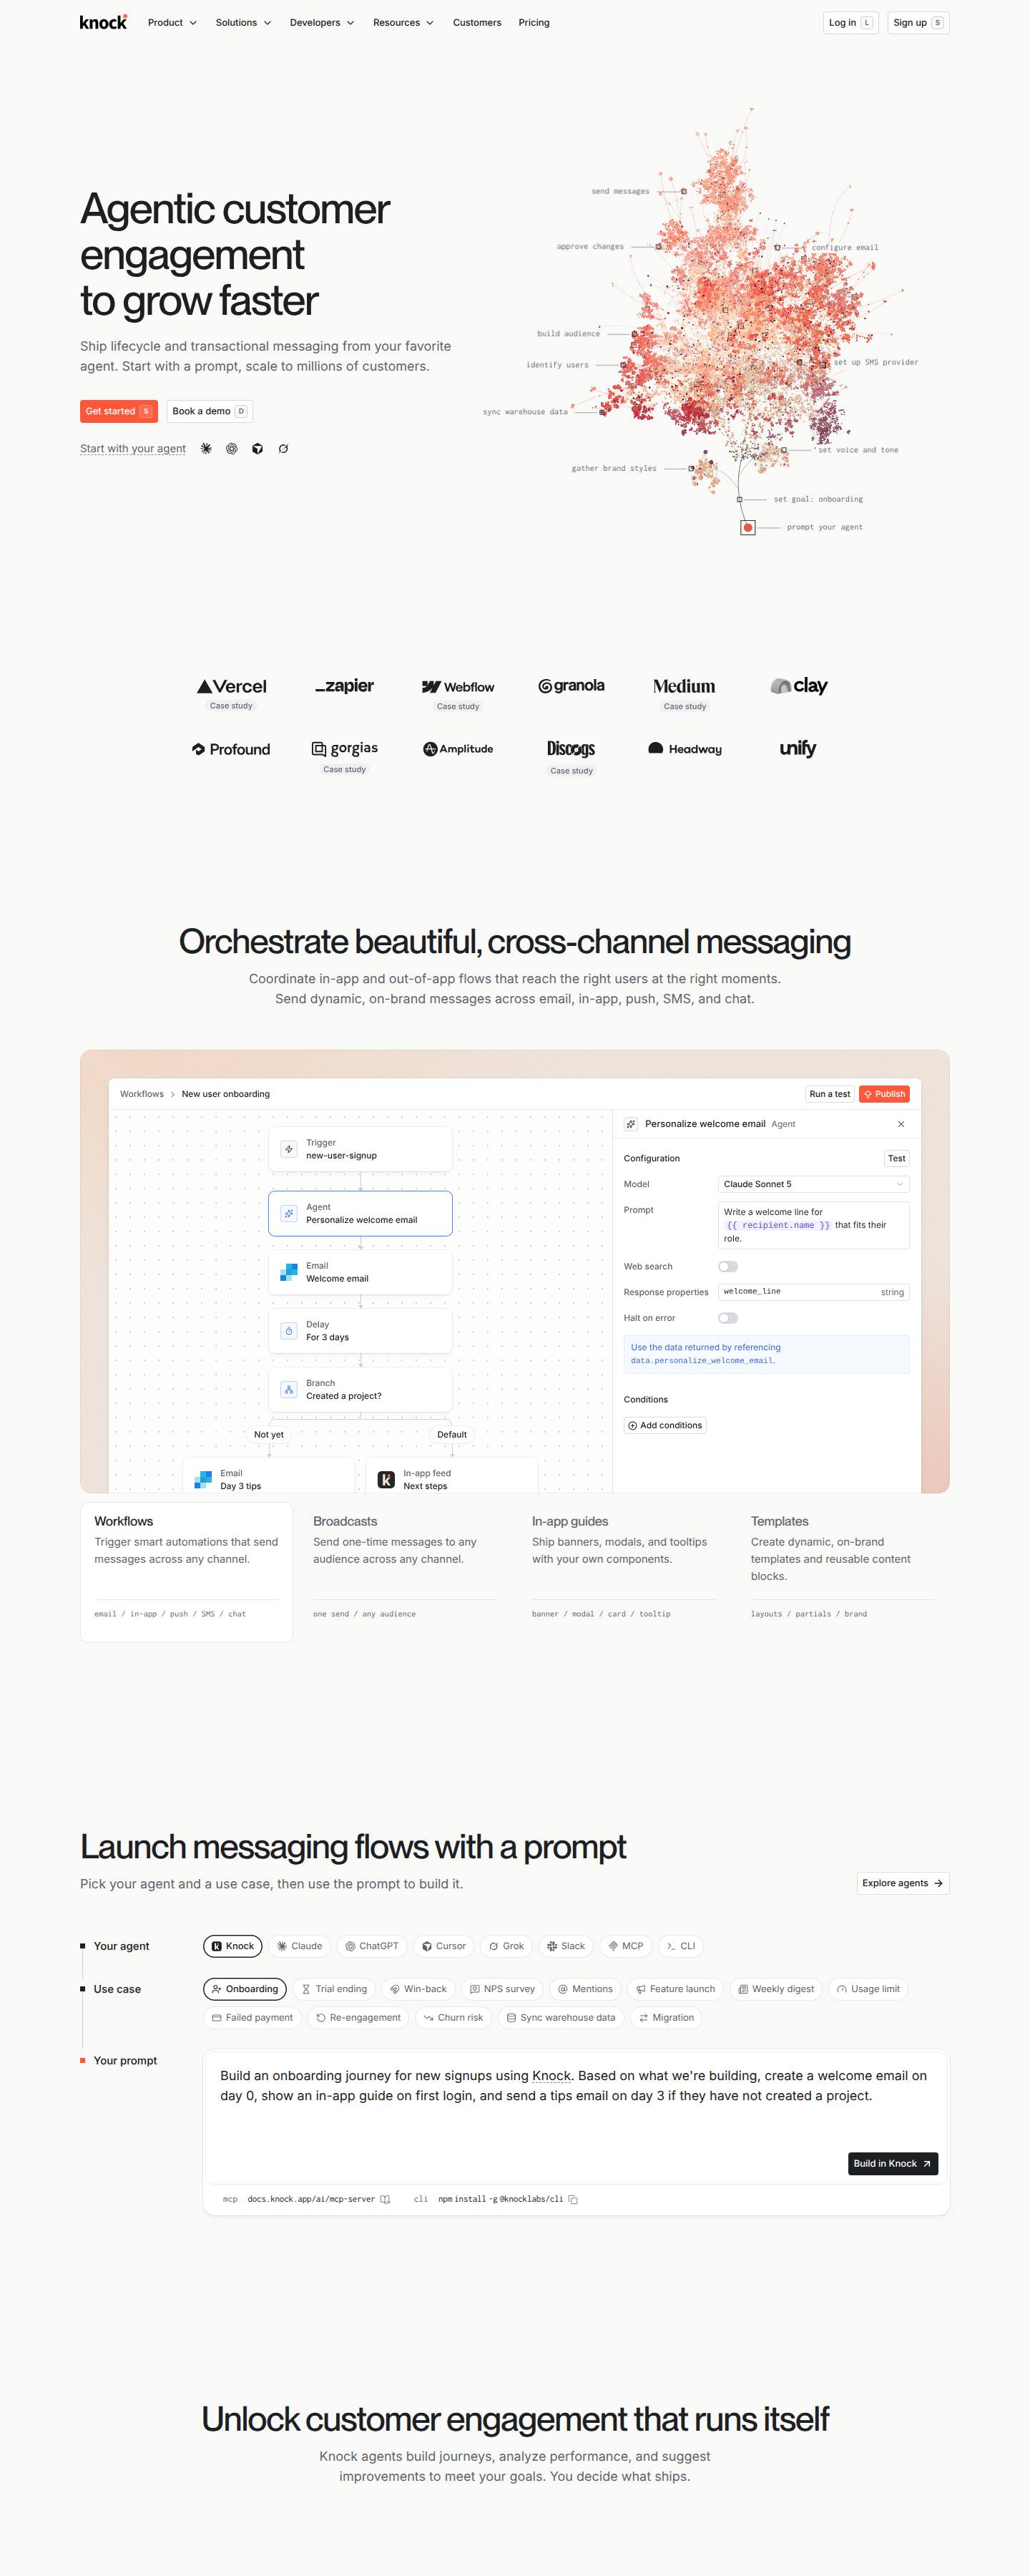 knock
Product
Solutions
Developers
Resources
Customers
Pricing
Log in L
Sign up S
Agentic customer
engagement
to grow faster
Ship lifecycle and transactional messaging from your favorite
agent. Start with a prompt, scale to millions of customers.
Get started S
Book a demo D
Start with your agent
send messages
approve changes
configure email
build audience
identify users
set up SMS provider
sync warehouse data
set voice and tone
gather brand styles
set goal: onboarding
prompt your agent
Vercel
Case study
zapier
Webflow
Case study
granola
Medium
Case study
clay
Profound
gorgias
Case study
Amplitude
Discogs
Case study
Headway
unify
Orchestrate beautiful, cross-channel messaging
Coordinate in-app and out-of-app flows that reach the right users at the right moments.
Send dynamic, on-brand messages across email, in-app, push, SMS, and chat.
Workflows > New user onboarding
Run a test
Publish
Trigger
new-user-signup
Agent
Personalize welcome email
Email
Welcome email
Delay
For 3 days
Branch
Created a project?
Not yet
Default
Email
Day 3 tips
In-app feed
Next steps
Personalize welcome email Agent
Configuration
Test
Model
Claude Sonnet 5
Prompt
Write a welcome line for
{{ recipient.name }} that fits their
role.
Web search
Response properties
welcome_line string
Halt on error
Use the data returned by referencing
data.personalize_welcome_email.
Conditions
Add conditions
Workflows
Trigger smart automations that send
messages across any channel.
email / in-app / push / SMS / chat
Broadcasts
Send one-time messages to any
audience across any channel.
one send / any audience
In-app guides
Ship banners, modals, and tooltips
with your own components.
banner / modal / card / tooltip
Templates
Create dynamic, on-brand
templates and reusable content
blocks.
layouts / partials / brand
Launch messaging flows with a prompt
Pick your agent and a use case, then use the prompt to build it.
Explore agents
Your agent
Knock
Claude
ChatGPT
Cursor
Grok
Slack
MCP
CLI
Use case
Onboarding
Trial ending
Win-back
NPS survey
Mentions
Feature launch
Weekly digest
Usage limit
Failed payment
Re-engagement
Churn risk
Sync warehouse data
Migration
Your prompt
Build an onboarding journey for new signups using Knock. Based on what we're building, create a welcome email on
day 0, show an in-app guide on first login, and send a tips email on day 3 if they have not created a project.
Build in Knock
mcp docs.knock.app/ai/mcp-server
cli npm install -g @knocklabs/cli
Unlock customer engagement that runs itself
Knock agents build journeys, analyze performance, and suggest
improvements to meet your goals. You decide what ships.